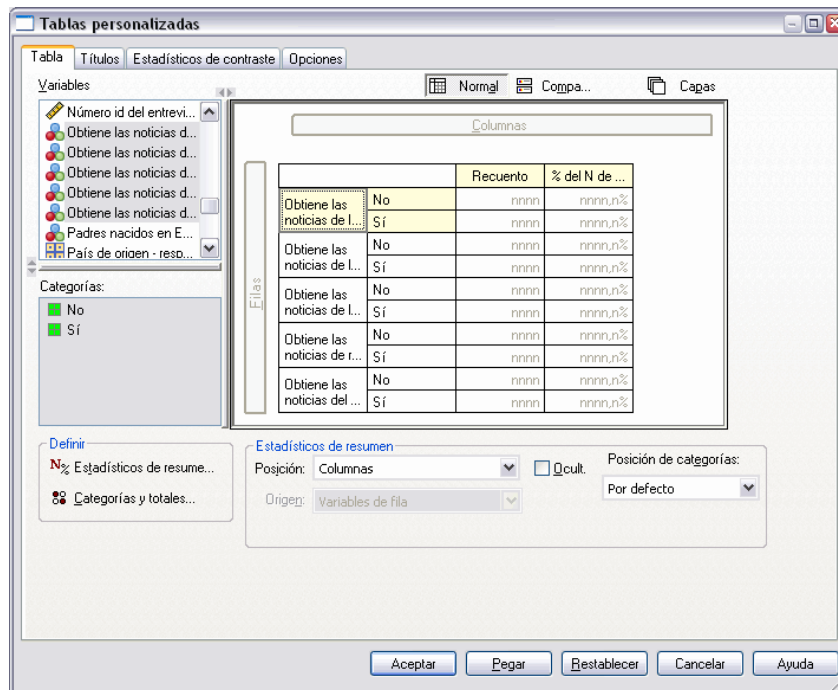 Tablas personalizadas
Tabla Títulos Estadísticos de contraste Opciones
Variables
Normal Compa... Capas
Número id del entrevi...
Obtiene las noticias d...
Obtiene las noticias d...
Obtiene las noticias d...
Obtiene las noticias d...
Obtiene las noticias d...
Padres nacidos en E...
País de origen - resp...
Categorías:
No
Sí
Columnas
Filas
Recuento % del N de ...
Obtiene las noticias de l... No nnnn nnnn,n%
Sí nnnn nnnn,n%
Obtiene las noticias de l... No nnnn nnnn,n%
Sí nnnn nnnn,n%
Obtiene las noticias de l... No nnnn nnnn,n%
Sí nnnn nnnn,n%
Obtiene las noticias de r... No nnnn nnnn,n%
Sí nnnn nnnn,n%
Obtiene las noticias del ... No nnnn nnnn,n%
Sí nnnn nnnn,n%
Definir
N% Estadísticos de resume...
Categorías y totales...
Estadísticos de resumen
Posición: Columnas Ocult.
Origen: Variables de fila
Posición de categorías:
Por defecto
Aceptar Pegar Restablecer Cancelar Ayuda